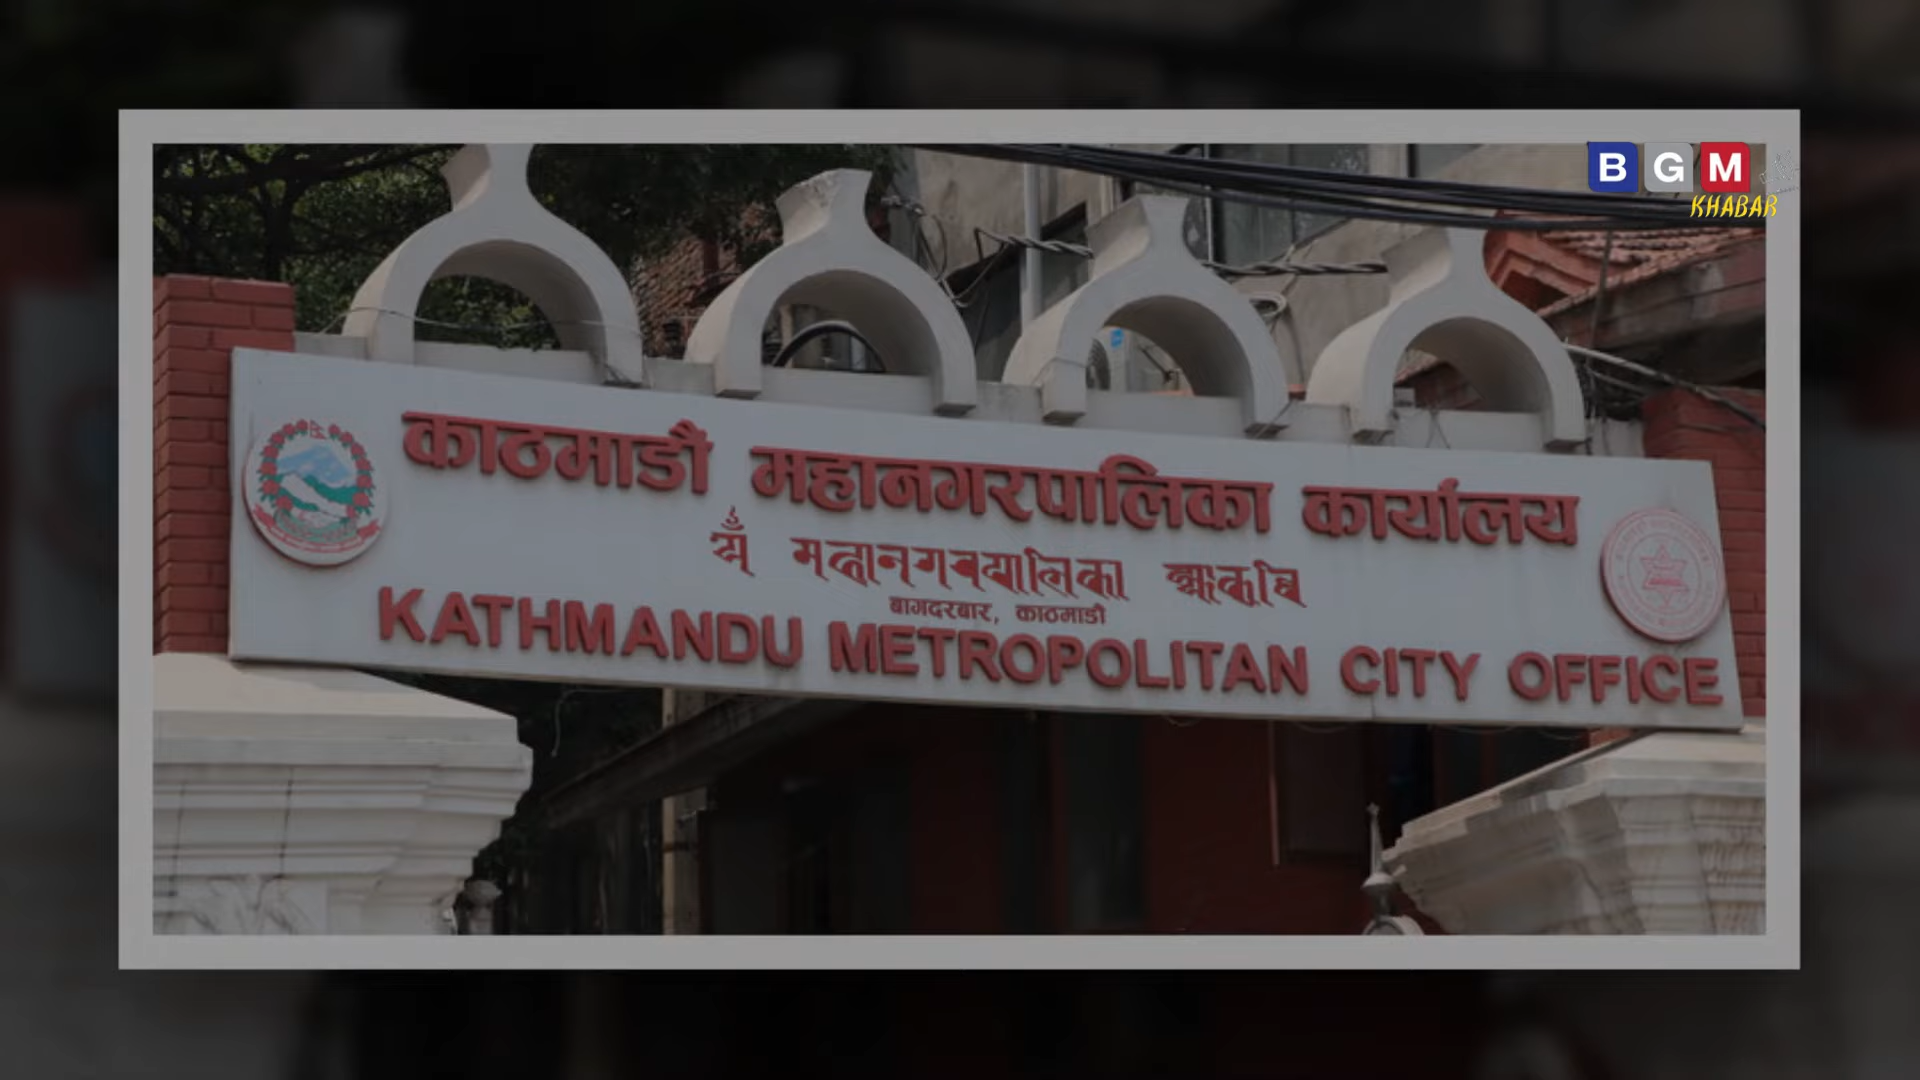 BGM
KHABAR
काठमाडौं महानगरपालिका कार्यालय
बागदरबार, काठमाडौं
KATHMANDU METROPOLITAN CITY OFFICE